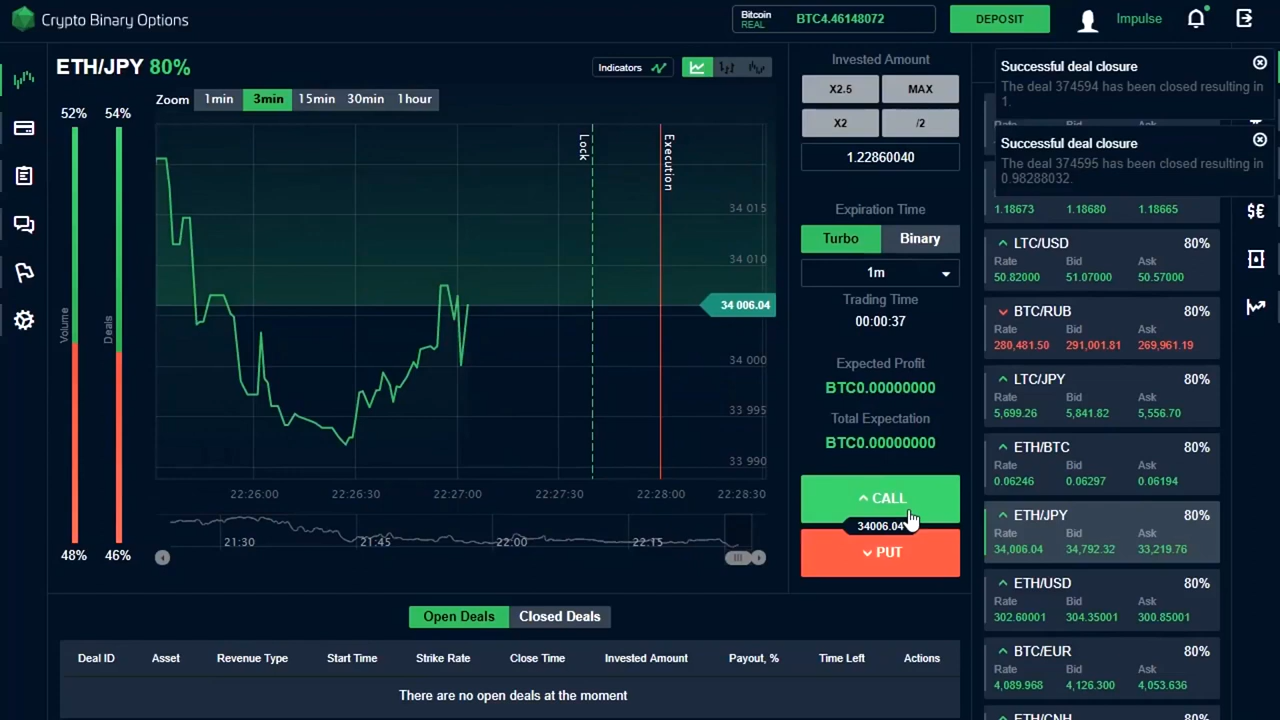 Crypto Binary Options
Bitcoin
REAL
BTC4.46148072
DEPOSIT
Impulse
ETH/JPY 80%
Indicators
Zoom 1min 3min 15min 30min 1hour
52% 54%
Volume
Deals
48% 46%
Lock
Execution
34 015
34 010
34 006.04
34 000
33 995
33 990
22:26:00 22:26:30 22:27:00 22:27:30 22:28:00 22:28:30
21:30 21:45 22:00 22:15
Invested Amount
X2.5 MAX
X2 /2
1.22860040
Expiration Time
Turbo Binary
1m
Trading Time
00:00:37
Expected Profit
BTC0.00000000
Total Expectation
BTC0.00000000
CALL
34006.04
PUT
Successful deal closure
The deal 374594 has been closed resulting in
1.
Rate Bid Ask
Successful deal closure
The deal 374595 has been closed resulting in
0.98288032.
1.18673 1.18680 1.18665
LTC/USD 80%
Rate Bid Ask
50.82000 51.07000 50.57000
BTC/RUB 80%
Rate Bid Ask
280,481.50 291,001.81 269,961.19
LTC/JPY 80%
Rate Bid Ask
5,699.26 5,841.82 5,556.70
ETH/BTC 80%
Rate Bid Ask
0.06246 0.06297 0.06194
ETH/JPY 80%
Rate Bid Ask
34,006.04 34,792.32 33,219.76
ETH/USD 80%
Rate Bid Ask
302.60001 304.35001 300.85001
BTC/EUR 80%
Rate Bid Ask
4,089.968 4,126.300 4,053.636
ETH/CNH 80%
$€
Open Deals Closed Deals
Deal ID Asset Revenue Type Start Time Strike Rate Close Time Invested Amount Payout, % Time Left Actions
There are no open deals at the moment